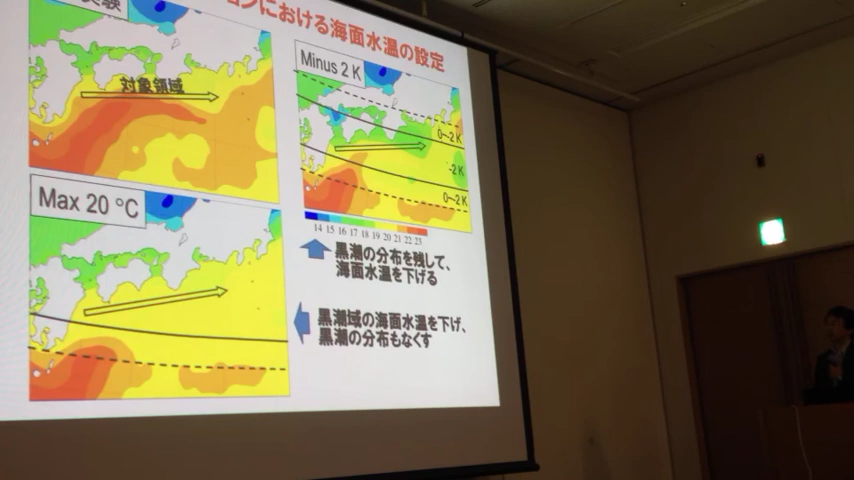 ンにおける海面水温の設定
実験
対象領域
Minus 2 K
0~-2 K
-2 K
0~-2 K
14 15 16 17 18 19 20 21 22 23
Max 20 ℃
黒潮の分布を残して、
海面水温を下げる
黒潮域の海面水温を下げ、
黒潮の分布もなくす